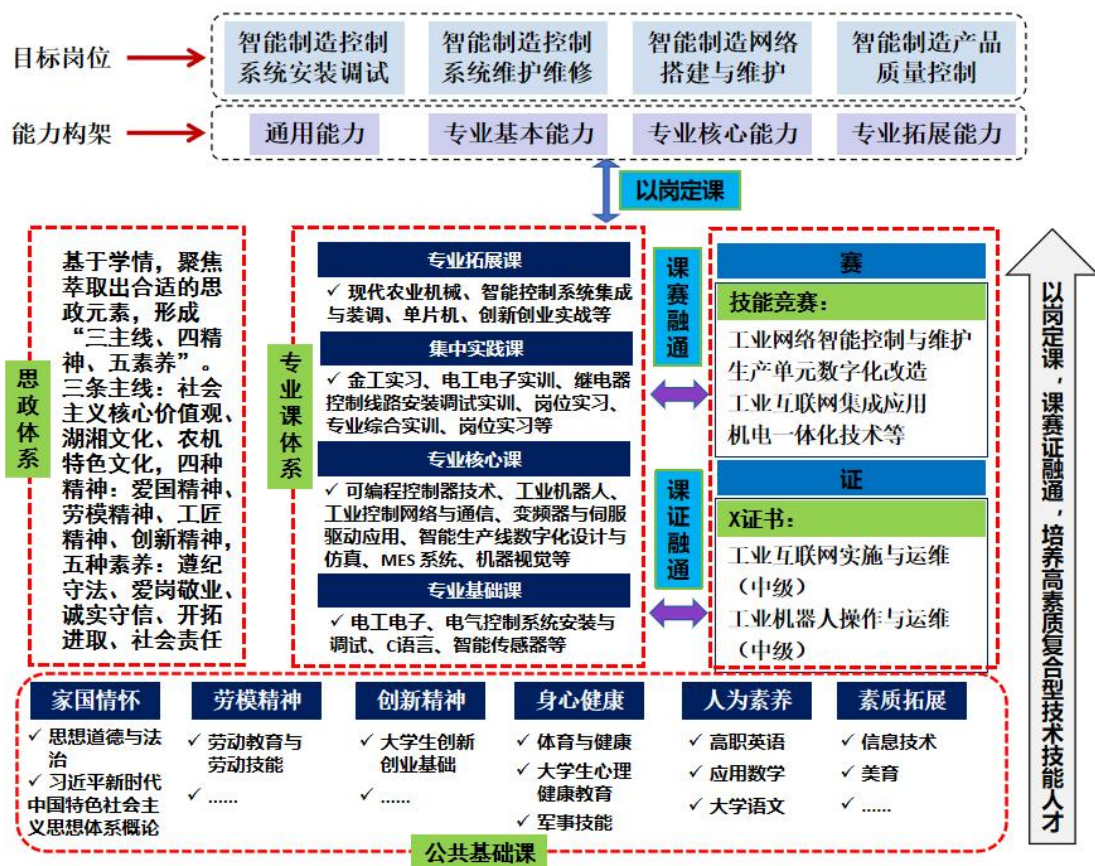 目标岗位
智能制造控制
系统安装调试
智能制造控制
系统维护维修
智能制造网络
搭建与维护
智能制造产品
质量控制
能力构架
通用能力
专业基本能力
专业核心能力
专业拓展能力
以岗定课
思政体系
基于学情，聚焦
萃取出合适的思
政元素，形成
“三主线、四精
神、五素养”。
三条主线：社会
主义核心价值观、
湖湘文化、农机
特色文化，四种
精神：爱国精神、
劳模精神、工匠
精神、创新精神，
五种素养：遵纪
守法、爱岗敬业、
诚实守信、开拓
进取、社会责任
专业课体系
专业拓展课
✓ 现代农业机械、智能控制系统集成
与装调、单片机、创新创业实战等
集中实践课
✓ 金工实习、电工电子实训、继电器
控制线路安装调试实训、岗位实习、
专业综合实训、岗位实习等
专业核心课
✓ 可编程控制器技术、工业机器人、
工业控制网络与通信、变频器与伺服
驱动应用、智能生产线数字化设计与
仿真、MES 系统、机器视觉等
专业基础课
✓ 电工电子、电气控制系统安装与
调试、C语言、智能传感器等
课赛融通
课证融通
赛
技能竞赛：
工业网络智能控制与维护
生产单元数字化改造
工业互联网集成应用
机电一体化技术等
证
X证书：
工业互联网实施与运维
（中级）
工业机器人操作与运维
（中级）
以岗定课，课赛证融通，培养高素质复合型技术技能人才
家国情怀
✓ 思想道德与法
治
✓ 习近平新时代
中国特色社会主
义思想体系概论
劳模精神
✓ 劳动教育与
劳动技能
✓ ......
创新精神
✓ 大学生创新
创业基础
✓ ......
身心健康
✓ 体育与健康
✓ 大学生心理
健康教育
✓ 军事技能
人为素养
✓ 高职英语
✓ 应用数学
✓ 大学语文
素质拓展
✓ 信息技术
✓ 美育
✓ ......
公共基础课